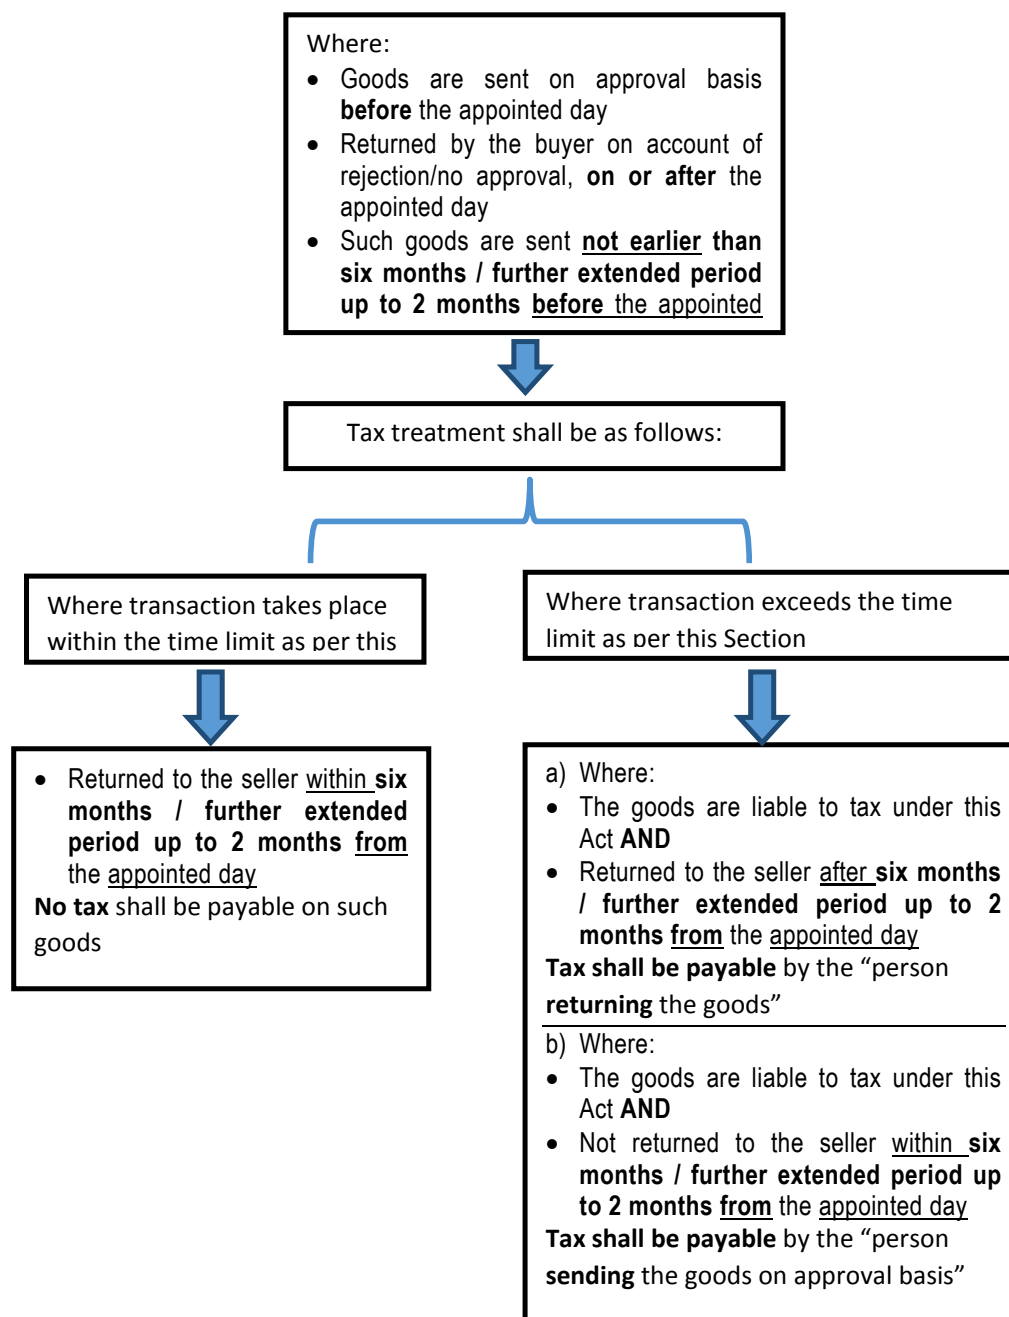 Where:
• Goods are sent on approval basis
before the appointed day
• Returned by the buyer on account of
rejection/no approval, on or after the
appointed day
• Such goods are sent not earlier than
six months / further extended period
up to 2 months before the appointed
Tax treatment shall be as follows:
Where transaction takes place
within the time limit as per this
• Returned to the seller within six
months / further extended
period up to 2 months from
the appointed day
No tax shall be payable on such
goods
Where transaction exceeds the time
limit as per this Section
a) Where:
• The goods are liable to tax under this
Act AND
• Returned to the seller after six months
/ further extended period up to 2
months from the appointed day
Tax shall be payable by the “person
returning the goods”
b) Where:
• The goods are liable to tax under this
Act AND
• Not returned to the seller within six
months / further extended period up
to 2 months from the appointed day
Tax shall be payable by the “person
sending the goods on approval basis”